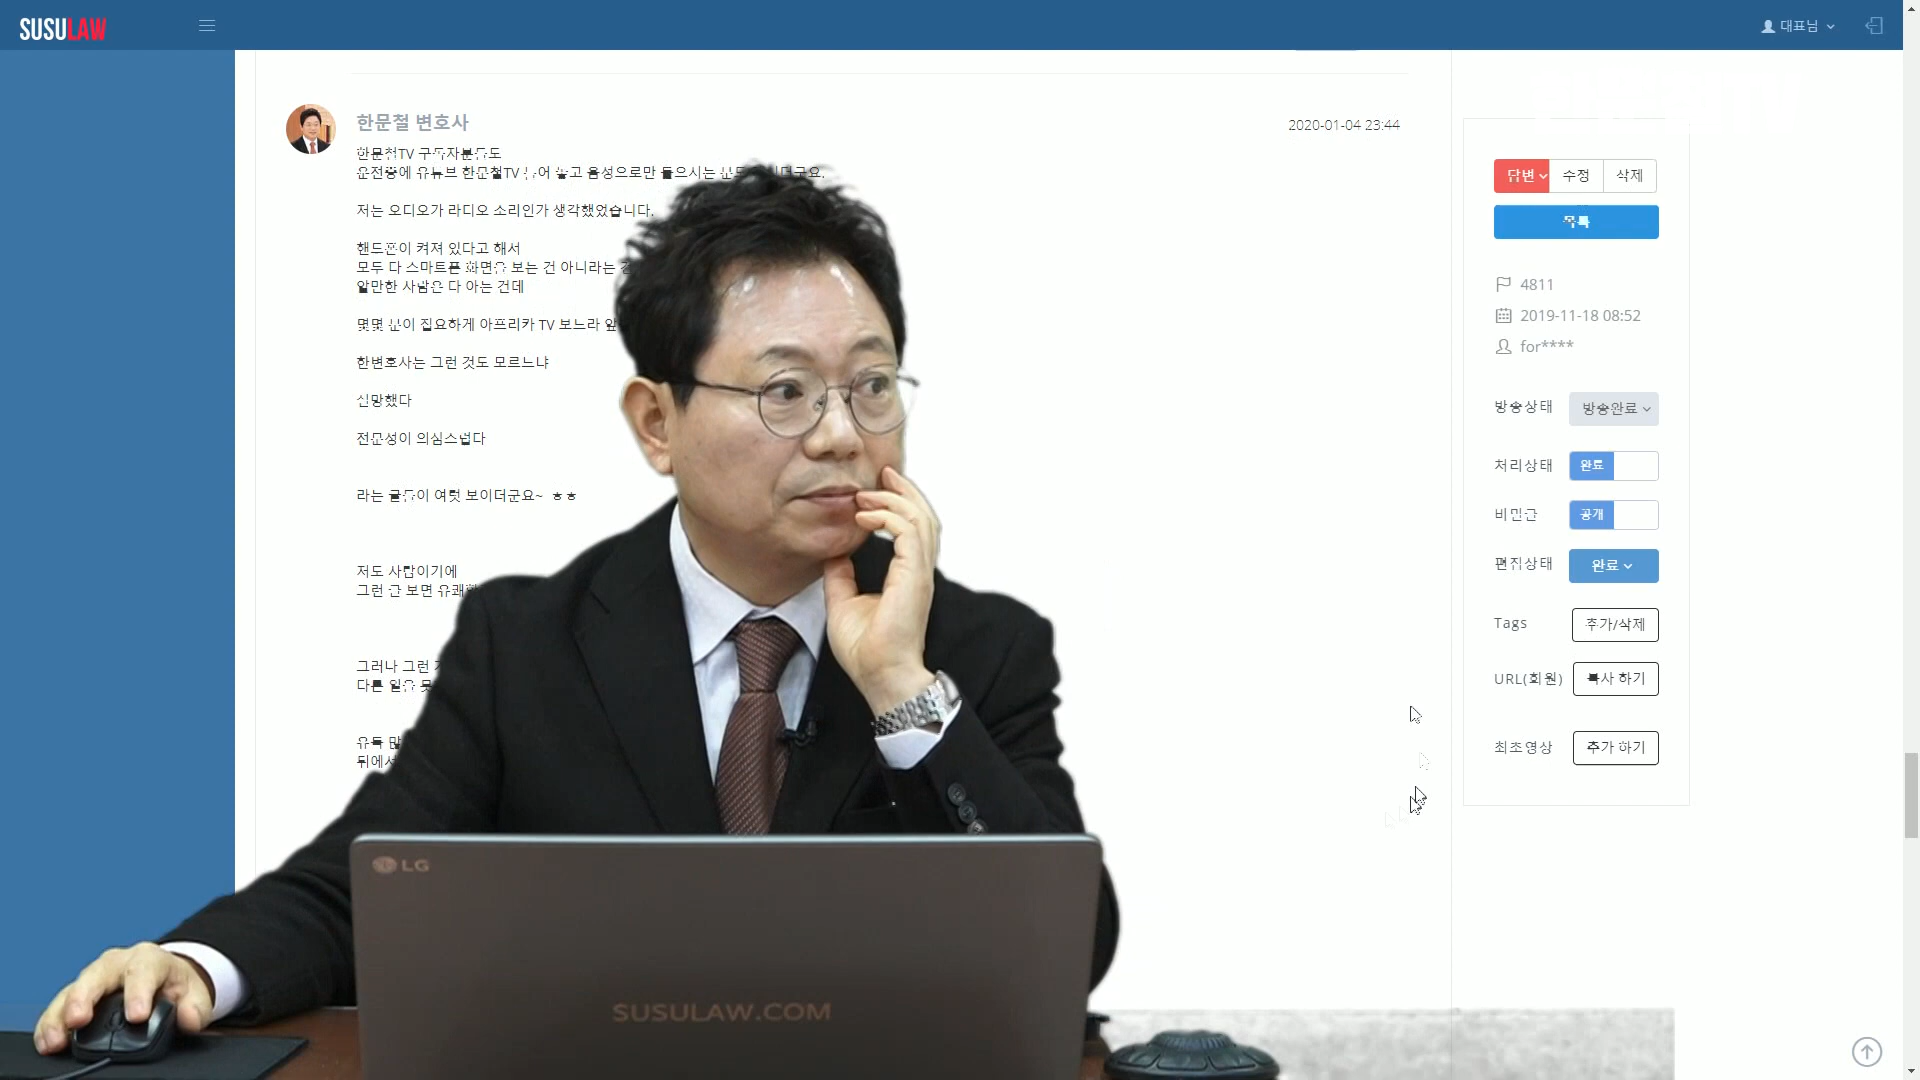 SUSULAW
대표님
한문철 변호사
2020-01-04 23:44
한문철TV 구독자분들도
운전중에 유튜브 한문철TV 틀어 놓고 음성으로만 들으시는 분도
저는 오디오가 라디오 소리인가 생각했었습니다.
핸드폰이 켜져 있다고 해서
모두 다 스마트폰 화면을 보는 건 아니라는
알만한 사람은 다 아는 건데
몇몇 분이 집요하게 아프리카 TV 보느라
한변호사는 그런 것도 모르느냐
실망했다
전문성이 의심스럽다
라는 글들이 여럿 보이더군요~ ㅎㅎ
저도 사람이기에
그런 글 보면
그러나 그런
다른 일을
유독
뒤에서
답변 수정 삭제
목록
4811
2019-11-18 08:52
for****
방송상태 방송완료
처리상태 완료
비밀글 공개
편집상태 완료
Tags 추가/삭제
URL(회원) 복사 하기
최초영상 추가 하기
LG
SUSULAW.COM